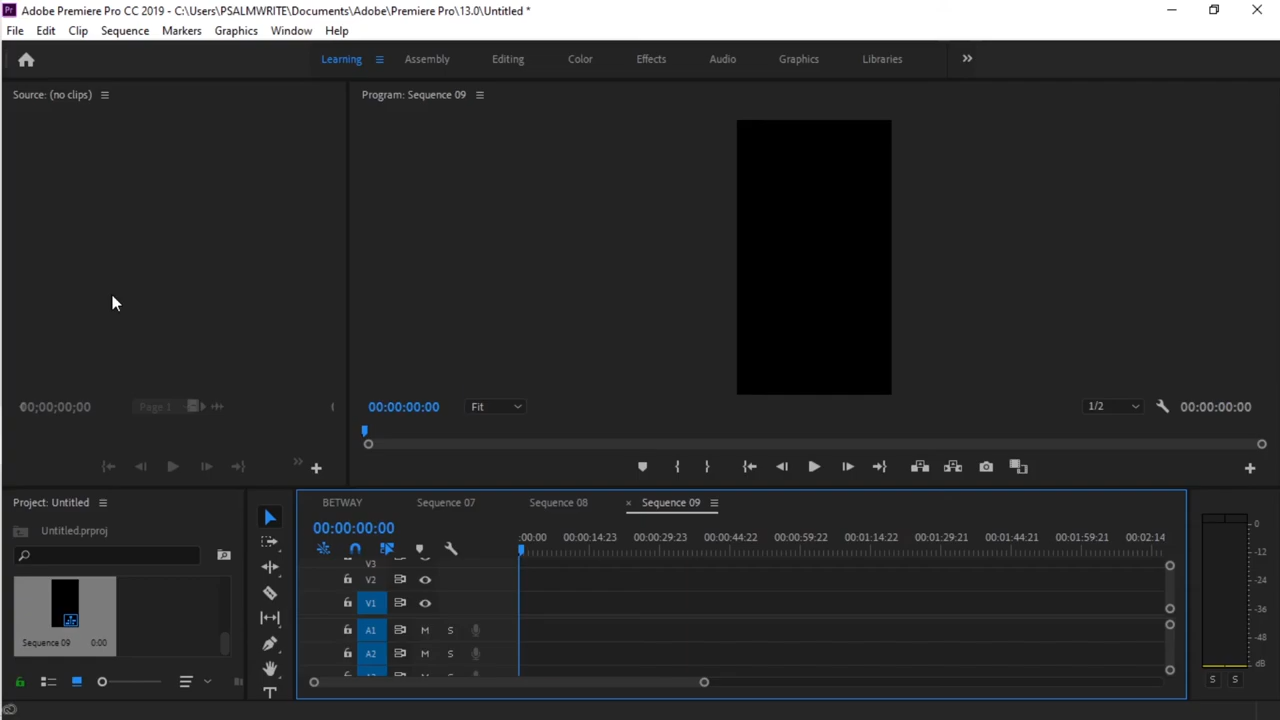 Pr Adobe Premiere Pro CC 2019 - C:\Users\PSALMWRITE\Documents\Adobe\Premiere Pro\13.0\Untitled *
File Edit Clip Sequence Markers Graphics Window Help
Learning Assembly Editing Color Effects Audio Graphics Libraries
Source: (no clips)
Program: Sequence 09
00;00;00;00 Page 1
00:00:00:00 Fit 1/2 00:00:00:00
Project: Untitled
Untitled.prproj
Sequence 09 0:00
BETWAY Sequence 07 Sequence 08 × Sequence 09
00:00:00:00
:00:00 00:00:14:23 00:00:29:23 00:00:44:22 00:00:59:22 00:01:14:22 00:01:29:21 00:01:44:21 00:01:59:21 00:02:14
V3
V2
V1
A1 M S
A2 M S
T
0
-12
-24
-36
-48
dB
S S